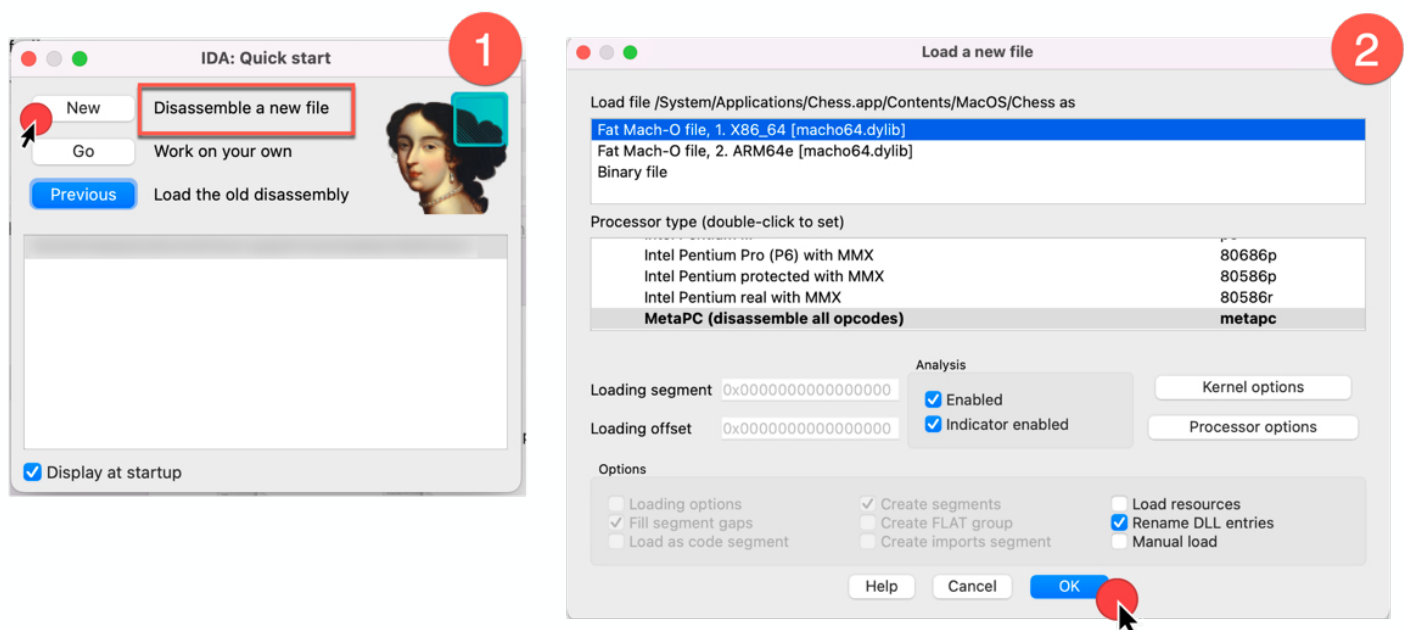 1
IDA: Quick start
New
Disassemble a new file
Go
Work on your own
Previous
Load the old disassembly
Display at startup
2
Load a new file
Load file /System/Applications/Chess.app/Contents/MacOS/Chess as
Fat Mach-O file, 1. X86_64 [macho64.dylib]
Fat Mach-O file, 2. ARM64e [macho64.dylib]
Binary file
Processor type (double-click to set)
Intel Pentium Pro (P6) with MMX 80686p
Intel Pentium protected with MMX 80586p
Intel Pentium real with MMX 80586r
MetaPC (disassemble all opcodes) metapc
Loading segment 0x0000000000000000
Loading offset 0x0000000000000000
Analysis
Enabled
Indicator enabled
Kernel options
Processor options
Options
Loading options
Fill segment gaps
Load as code segment
Create segments
Create FLAT group
Create imports segment
Load resources
Rename DLL entries
Manual load
Help
Cancel
OK